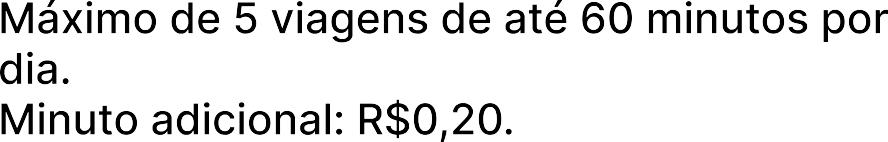 Máximo de 5 viagens de até 60 minutos por
dia.
Minuto adicional: R$0,20.